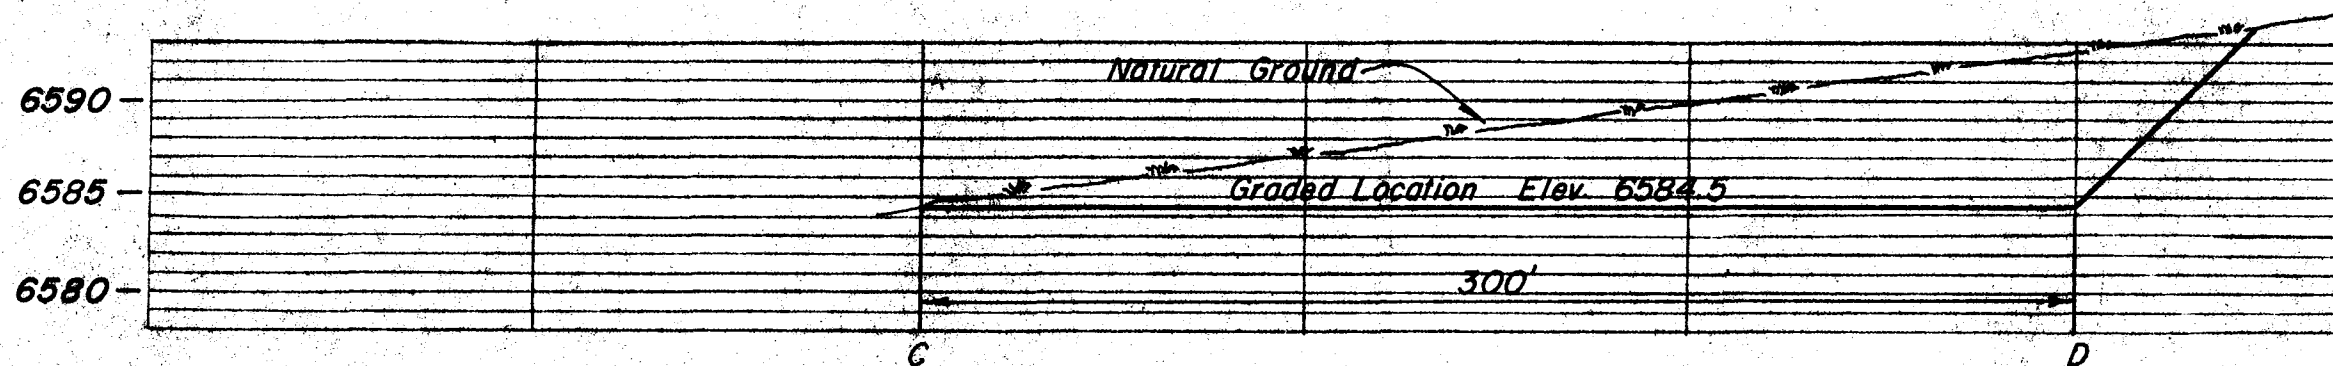 Natural Ground
6590
6585
Graded Location Elev. 6584.5
6580
300'
C
D